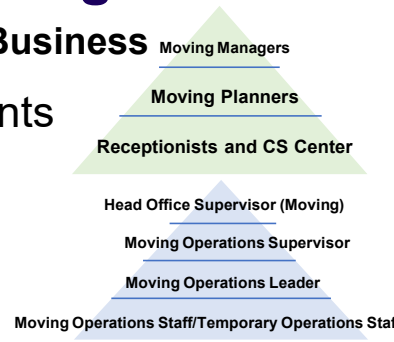 Business
nts
Moving Managers
Moving Planners
Receptionists and CS Center
Head Office Supervisor (Moving)
Moving Operations Supervisor
Moving Operations Leader
Moving Operations Staff/Temporary Operations Staf